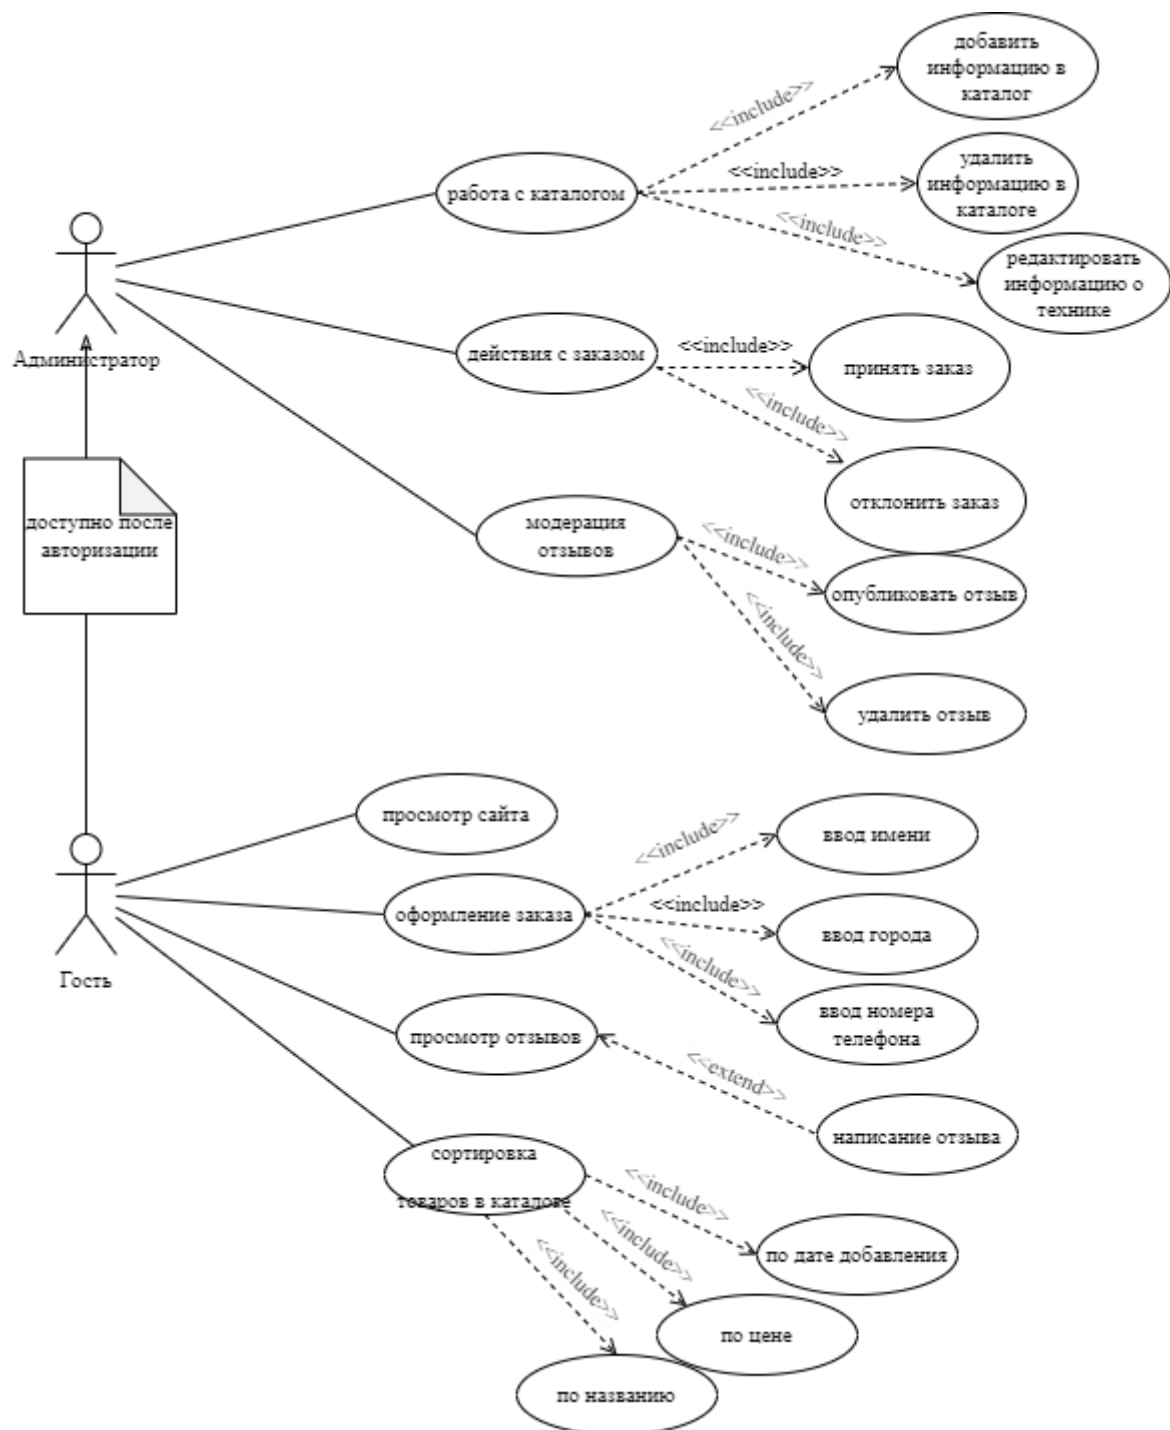 добавить
информацию в
каталог
<<include>>
удалить
информацию в
каталоге
<<include>>
работа с каталогом
<<include>>
редактировать
информацию о
технике
Администратор
действия с заказом
<<include>>
принять заказ
<<include>>
отклонить заказ
доступно после
авторизации
модерация
отзывов
<<include>>
опубликовать отзыв
<<include>>
удалить отзыв
просмотр сайта
<<include>>
ввод имени
оформление заказа
<<include>>
ввод города
<<include>>
ввод номера
телефона
Гость
просмотр отзывов
<<extend>>
написание отзыва
сортировка
товаров в каталове
<<include>>
по дате добавления
<<include>>
по цене
<<include>>
по названию